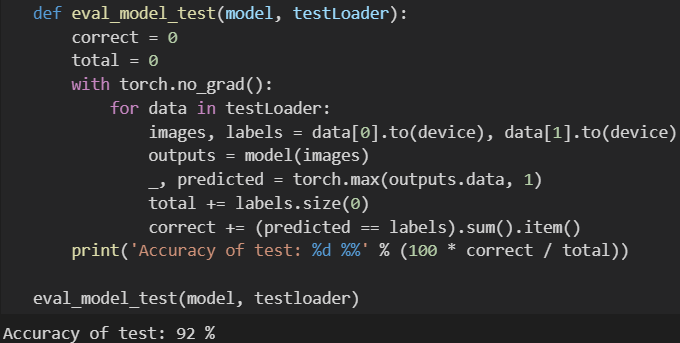 def eval_model_test(model, testLoader):
    correct = 0
    total = 0
    with torch.no_grad():
        for data in testLoader:
            images, labels = data[0].to(device), data[1].to(device)
            outputs = model(images)
            _, predicted = torch.max(outputs.data, 1)
            total += labels.size(0)
            correct += (predicted == labels).sum().item()
    print('Accuracy of test: %d %%' % (100 * correct / total))
eval_model_test(model, testloader)
Accuracy of test: 92 %